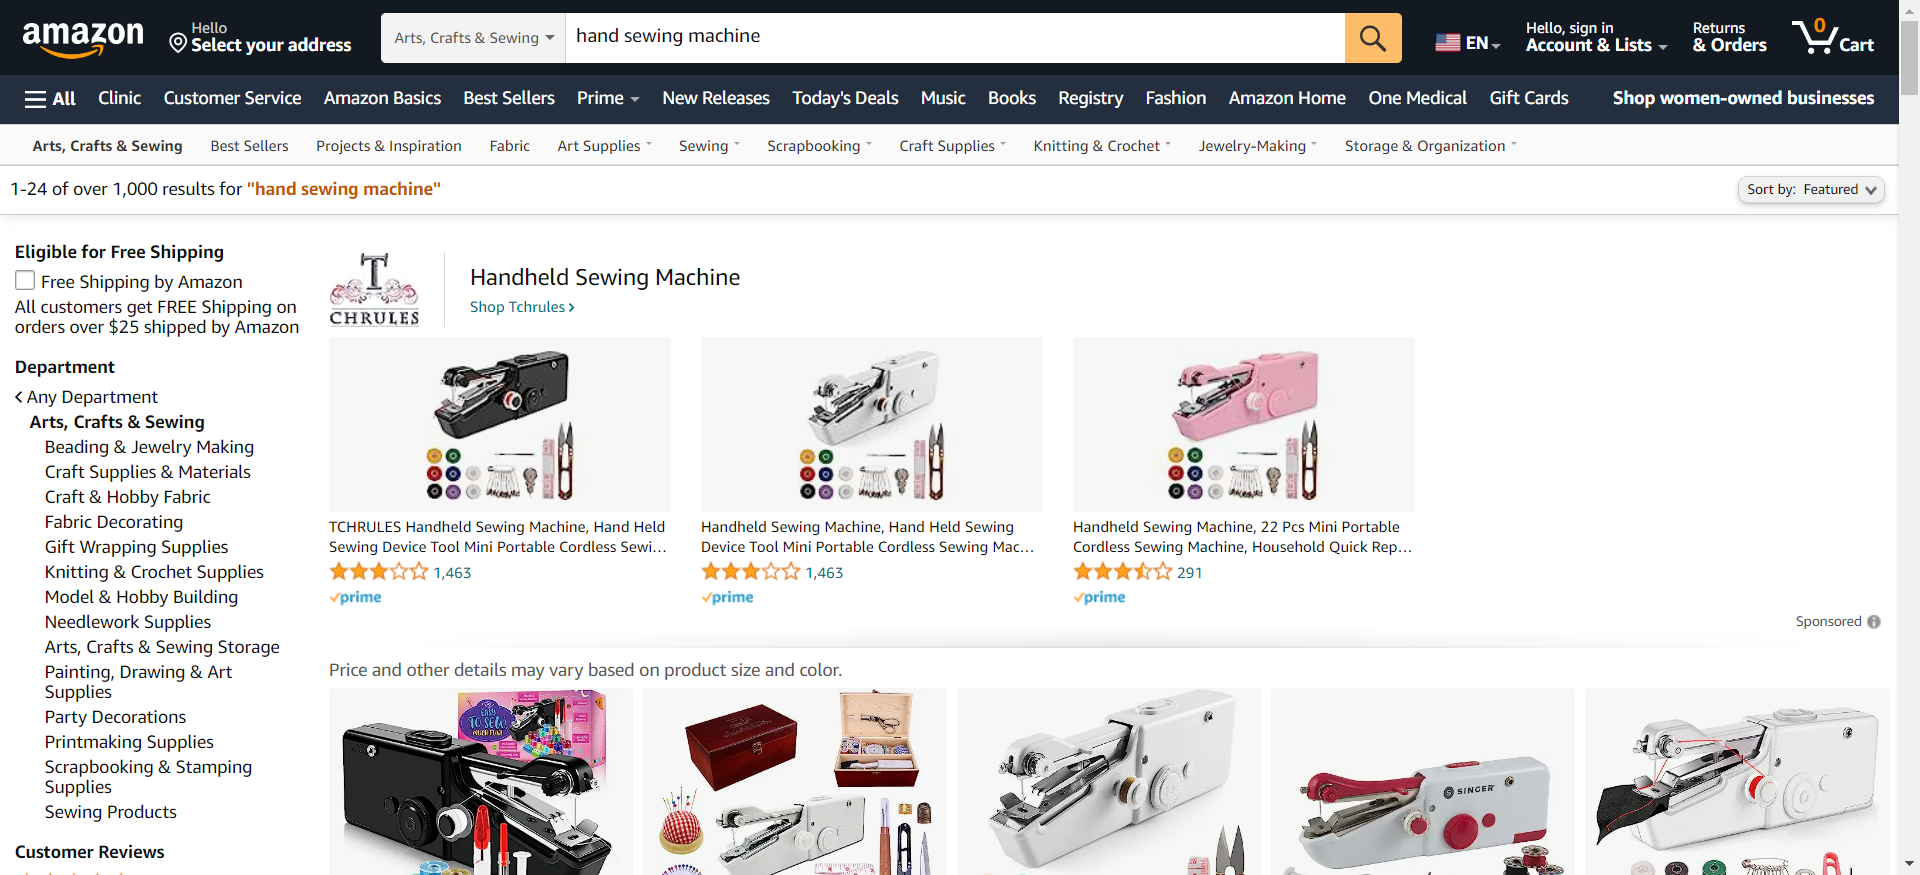 amazon
Hello
Select your address
Arts, Crafts & Sewing
hand sewing machine
EN
Hello, sign in
Account & Lists
Returns
& Orders
0
Cart
All
Clinic
Customer Service
Amazon Basics
Best Sellers
Prime
New Releases
Today's Deals
Music
Books
Registry
Fashion
Amazon Home
One Medical
Gift Cards
Shop women-owned businesses
Arts, Crafts & Sewing
Best Sellers
Projects & Inspiration
Fabric
Art Supplies
Sewing
Scrapbooking
Craft Supplies
Knitting & Crochet
Jewelry-Making
Storage & Organization
1-24 of over 1,000 results for "hand sewing machine"
Sort by: Featured
Eligible for Free Shipping
Free Shipping by Amazon
All customers get FREE Shipping on
orders over $25 shipped by Amazon
Department
Any Department
Arts, Crafts & Sewing
Beading & Jewelry Making
Craft Supplies & Materials
Craft & Hobby Fabric
Fabric Decorating
Gift Wrapping Supplies
Knitting & Crochet Supplies
Model & Hobby Building
Needlework Supplies
Arts, Crafts & Sewing Storage
Painting, Drawing & Art
Supplies
Party Decorations
Printmaking Supplies
Scrapbooking & Stamping
Supplies
Sewing Products
Customer Reviews
T
CHRULES
Handheld Sewing Machine
Shop Tchrules
TCHRULES Handheld Sewing Machine, Hand Held
Sewing Device Tool Mini Portable Cordless Sewi...
1,463
prime
Handheld Sewing Machine, Hand Held Sewing
Device Tool Mini Portable Cordless Sewing Mac...
1,463
prime
Handheld Sewing Machine, 22 Pcs Mini Portable
Cordless Sewing Machine, Household Quick Rep...
291
prime
Sponsored
Price and other details may vary based on product size and color.
EASY
TO SEW
SINGER